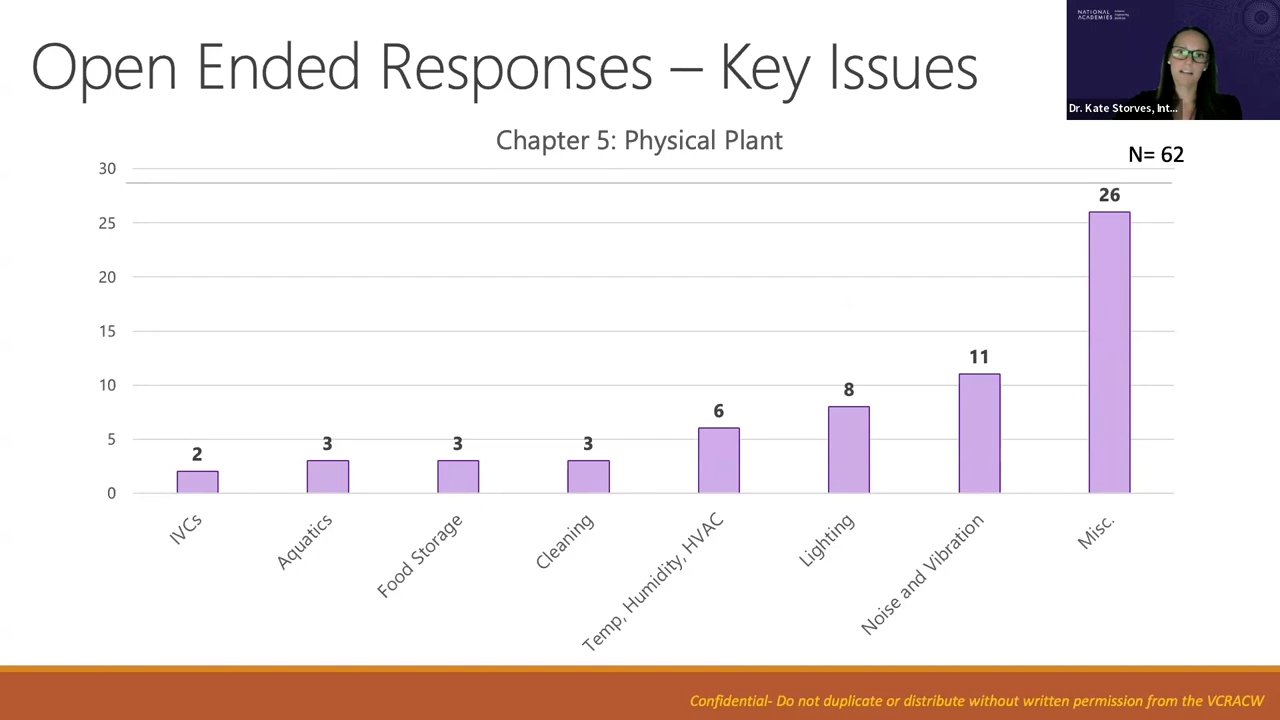 Open Ended Responses – Key Issues
NATIONAL
ACADEMIES
Dr. Kate Storves, Int...
Chapter 5: Physical Plant
N= 62
30
25
20
15
10
5
0
2
3
3
3
6
8
11
26
IVCs
Aquatics
Food Storage
Cleaning
Temp, Humidity, HVAC
Lighting
Noise and Vibration
Misc.
Confidential- Do not duplicate or distribute without written permission from the VCRACW